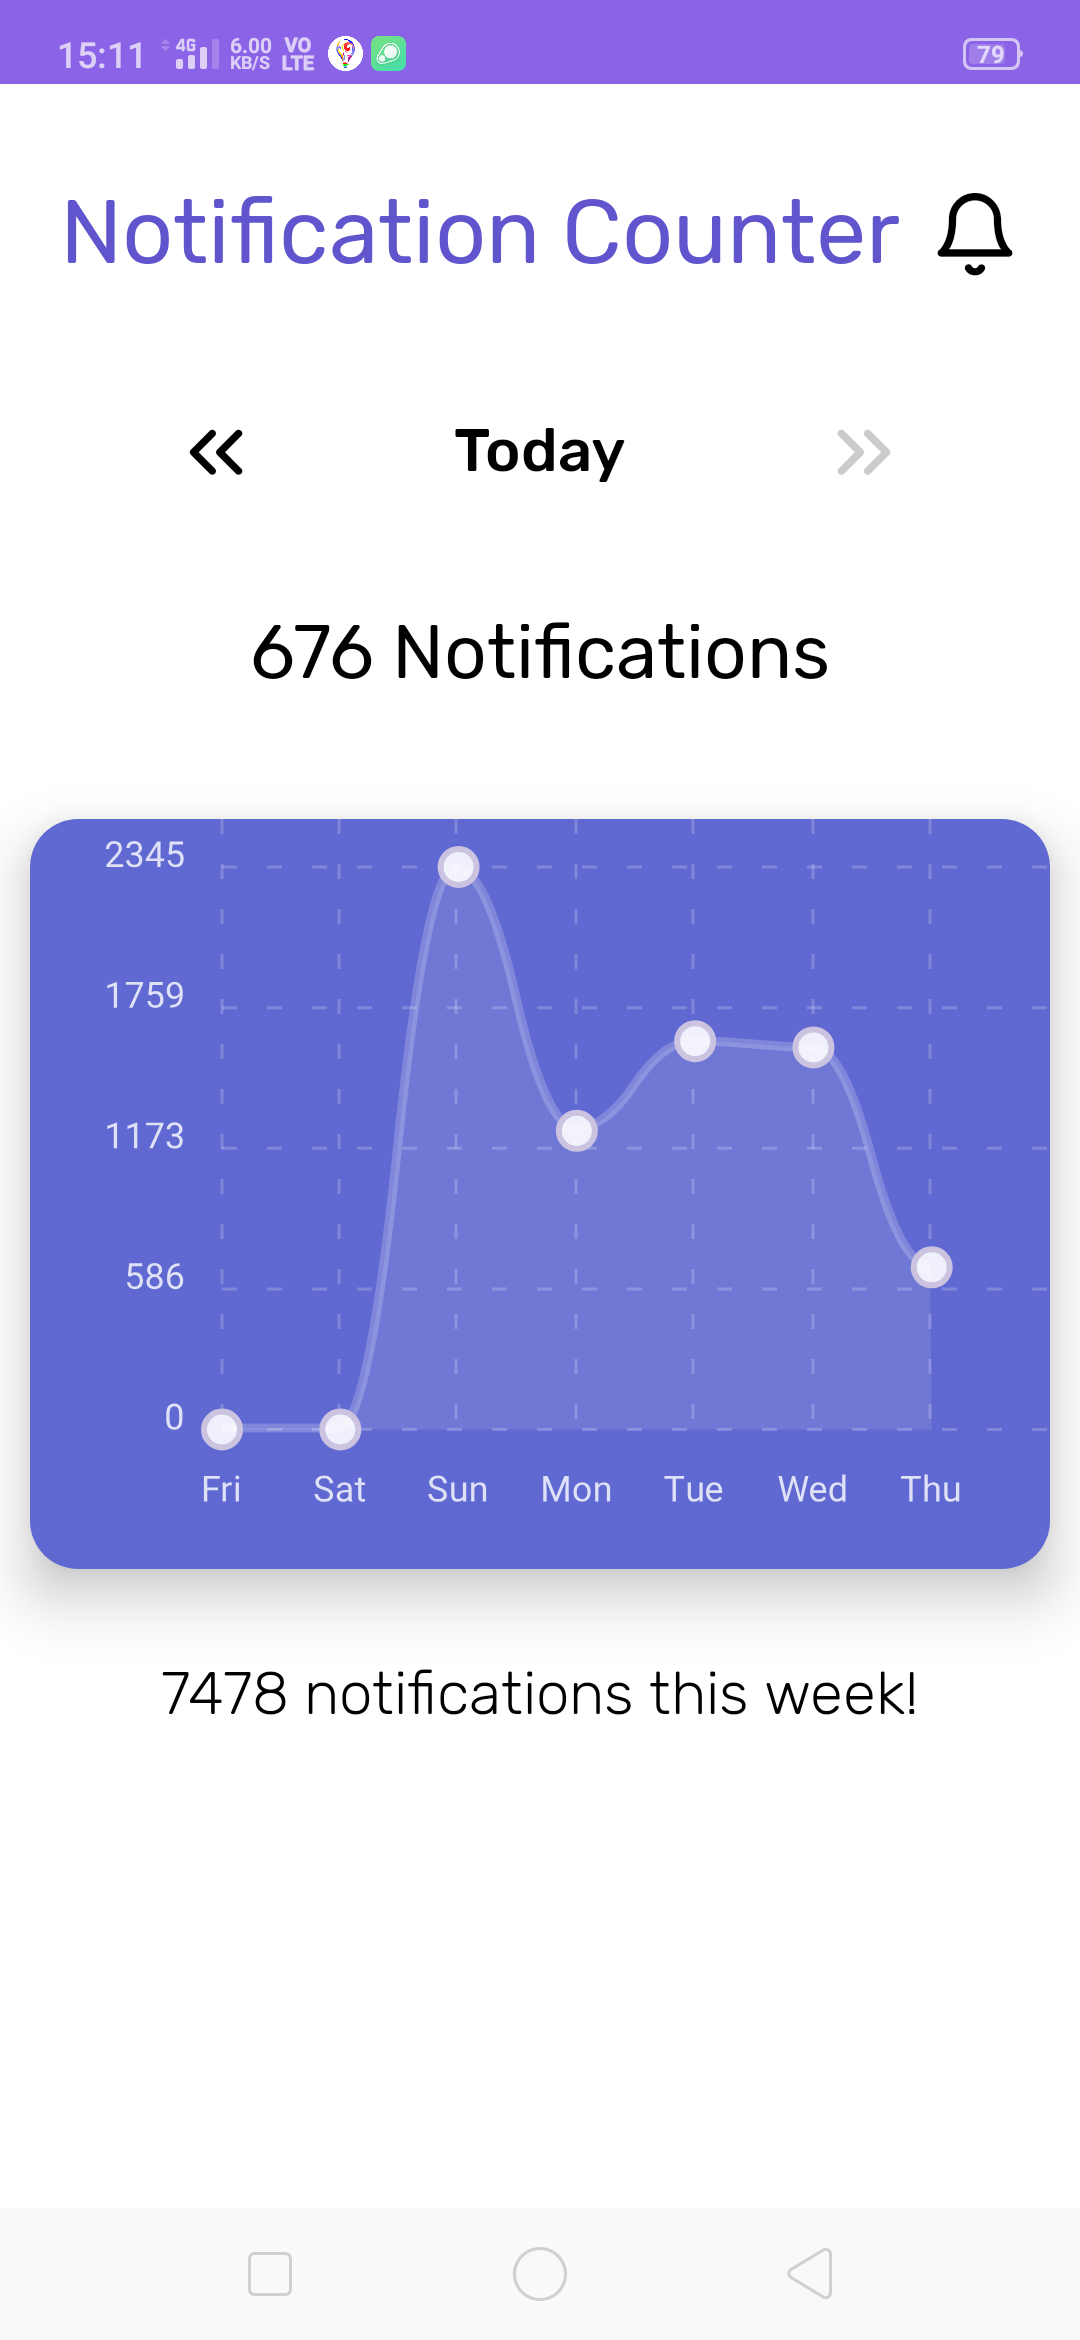 15:11 4G 6.00 KB/S VO LTE 79
Notification Counter
Today
676 Notifications
2345
1759
1173
586
0
Fri Sat Sun Mon Tue Wed Thu
7478 notifications this week!